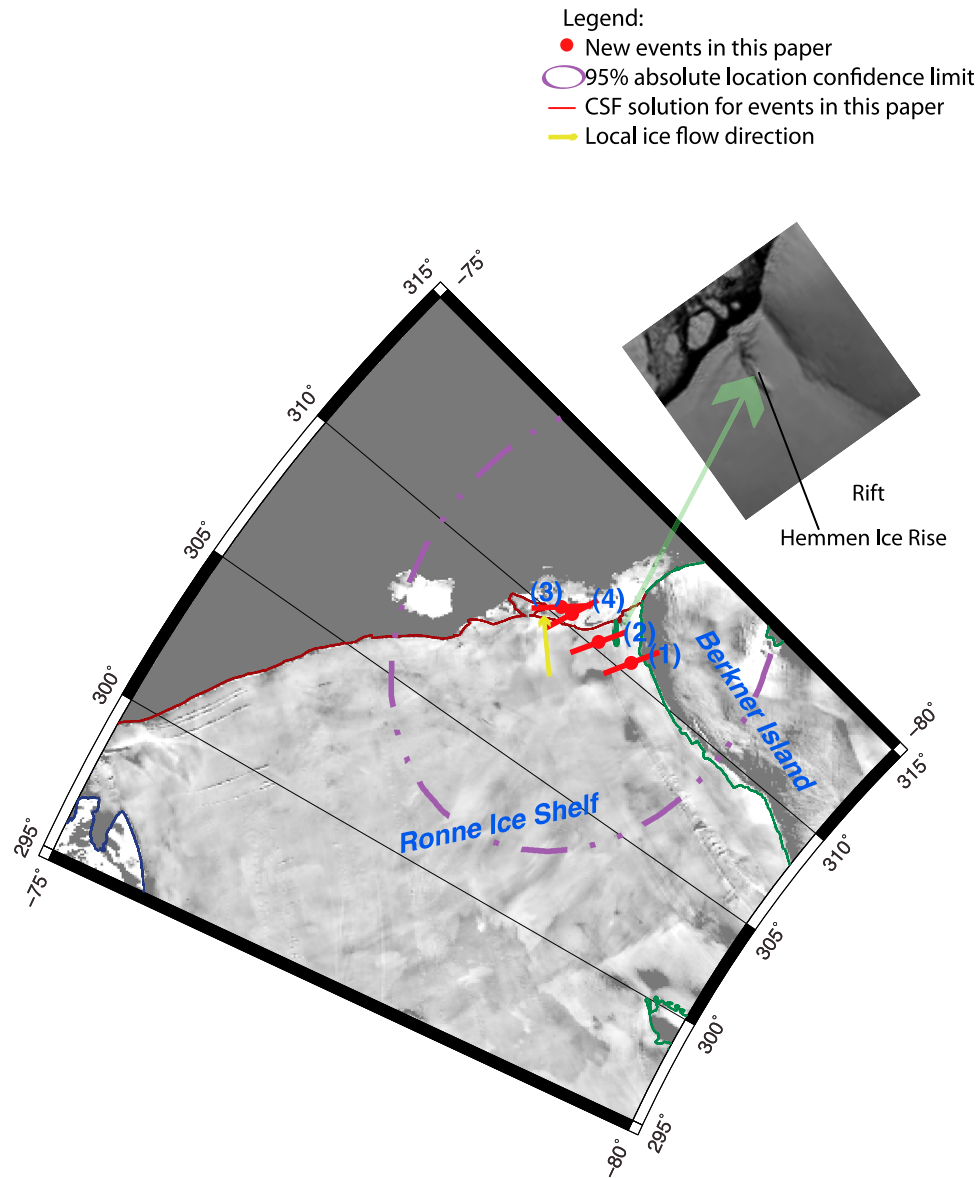 Legend:
New events in this paper
95% absolute location confidence limit
CSF solution for events in this paper
Local ice flow direction
315°
−75°
310°
Rift
Hemmen Ice Rise
305°
(3)
(4)
(2)
(1)
Berkner Island
300°
−80°
315°
Ronne Ice Shelf
295°
310°
−75°
305°
300°
295°
−80°